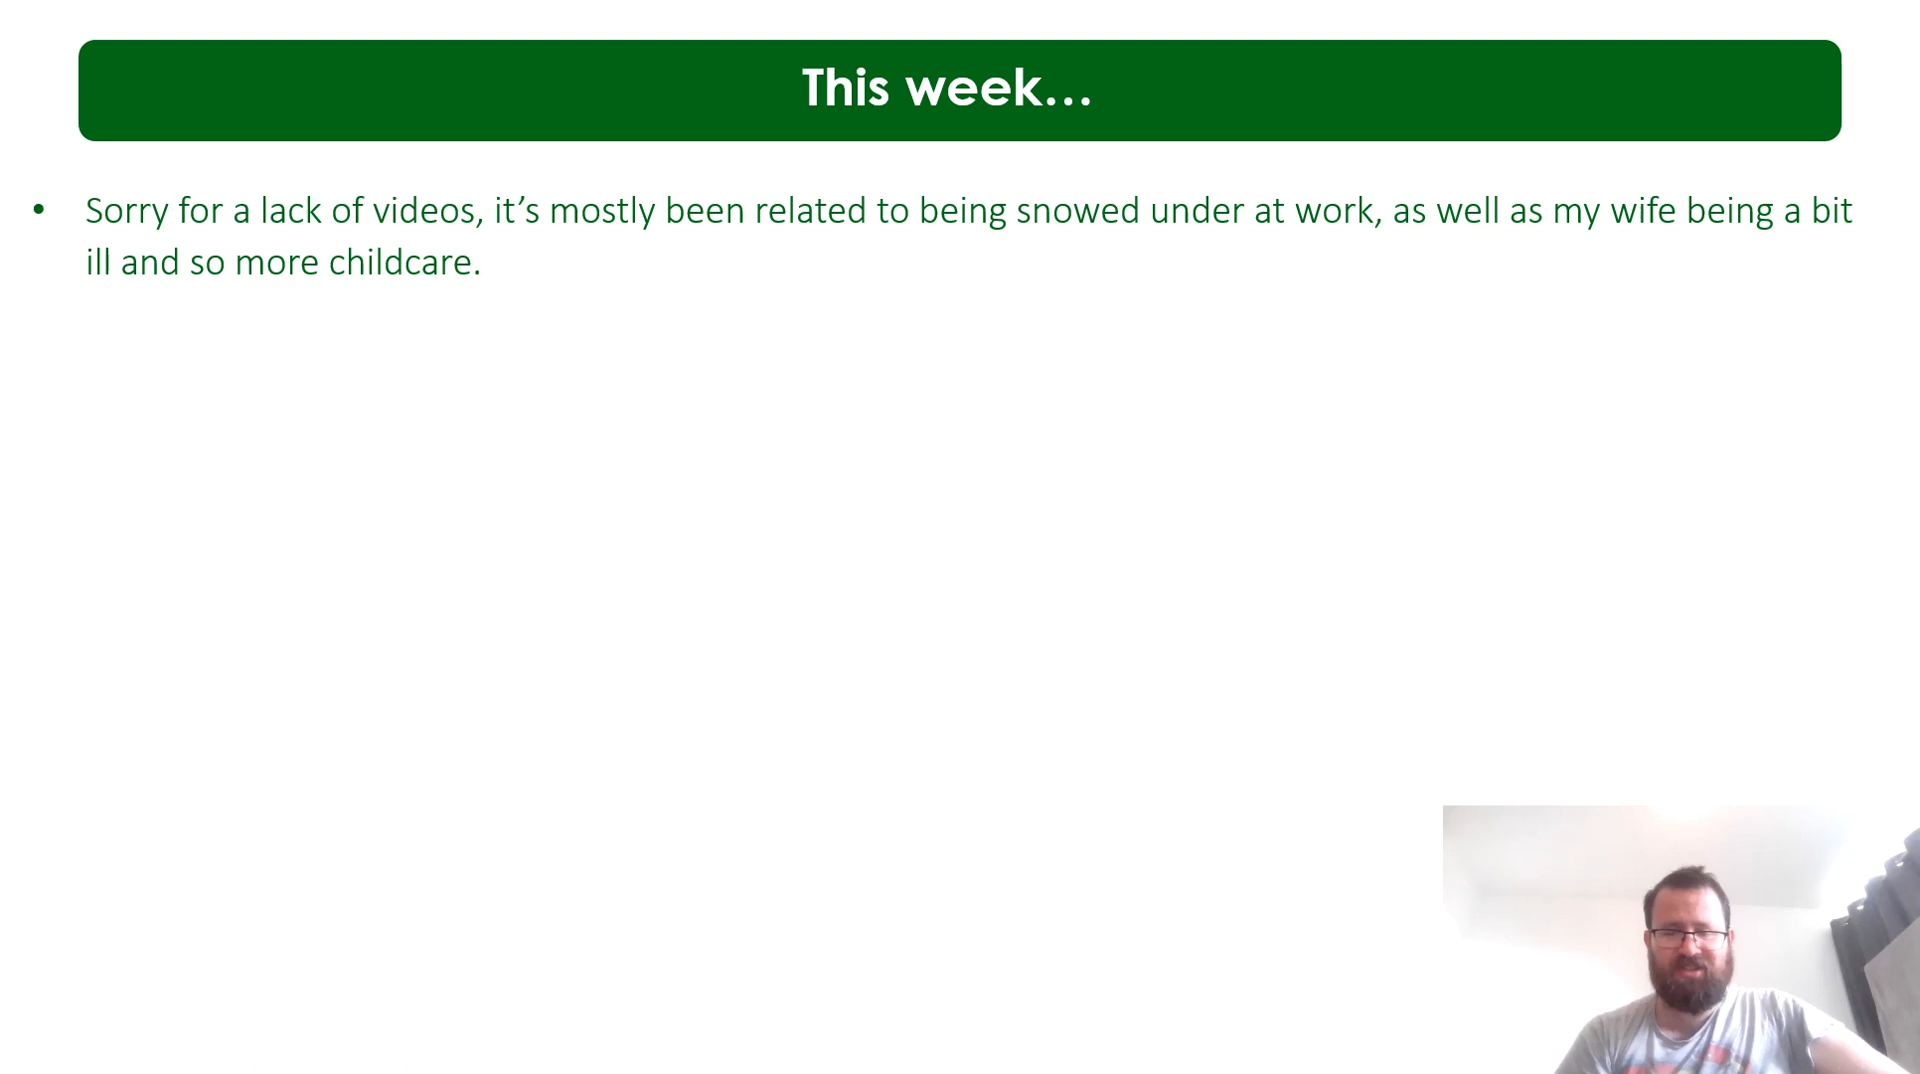 This week...
• Sorry for a lack of videos, it’s mostly been related to being snowed under at work, as well as my wife being a bit
ill and so more childcare.